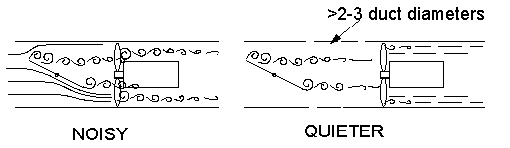 >2-3 duct diameters
NOISY
QUIETER